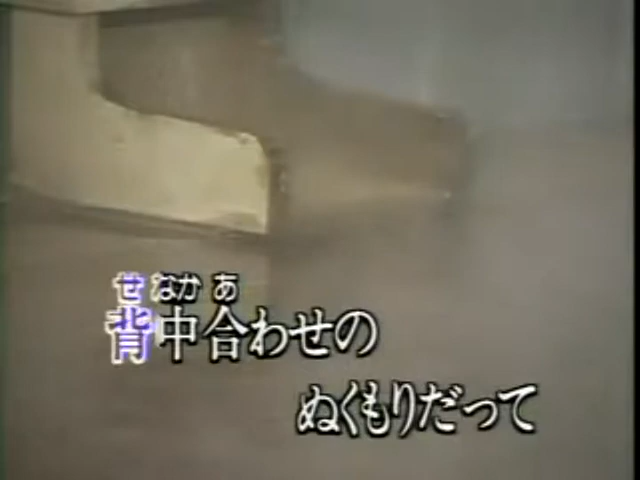 せ なか あ
背中合わせの
ぬくもりだって